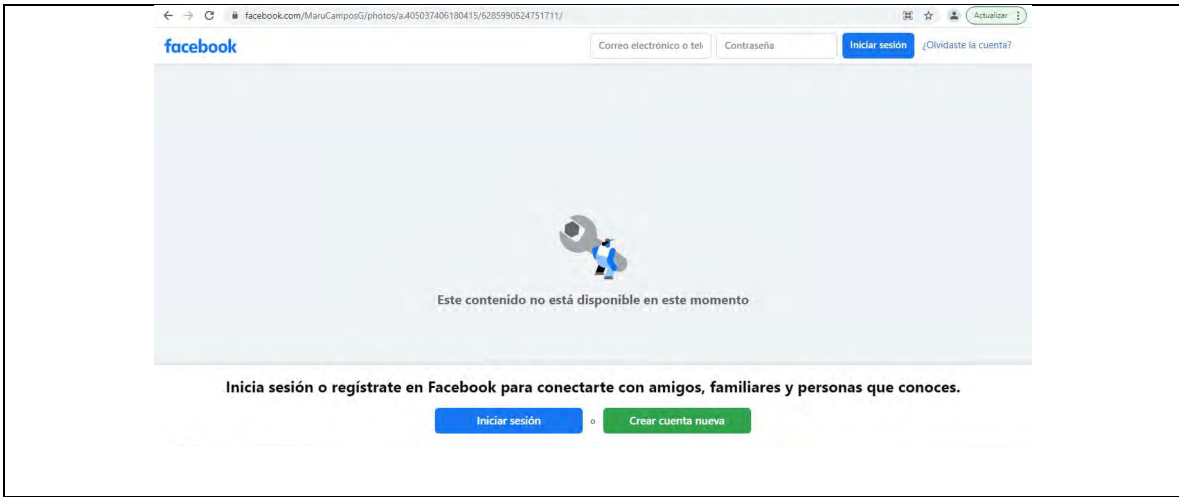 facebook.com/MaruCamposG/photos/a.405037406180415/6285990524751711/ Actualizar
facebook Correo electrónico o telé Contraseña Iniciar sesión ¿Olvidaste la cuenta?
Este contenido no está disponible en este momento
Inicia sesión o regístrate en Facebook para conectarte con amigos, familiares y personas que conoces.
Iniciar sesión o Crear cuenta nueva